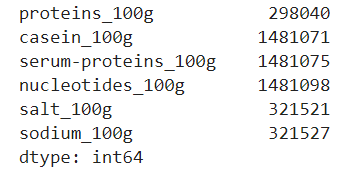 proteins_100g 298040
casein_100g 1481071
serum-proteins_100g 1481075
nucleotides_100g 1481098
salt_100g 321521
sodium_100g 321527
dtype: int64